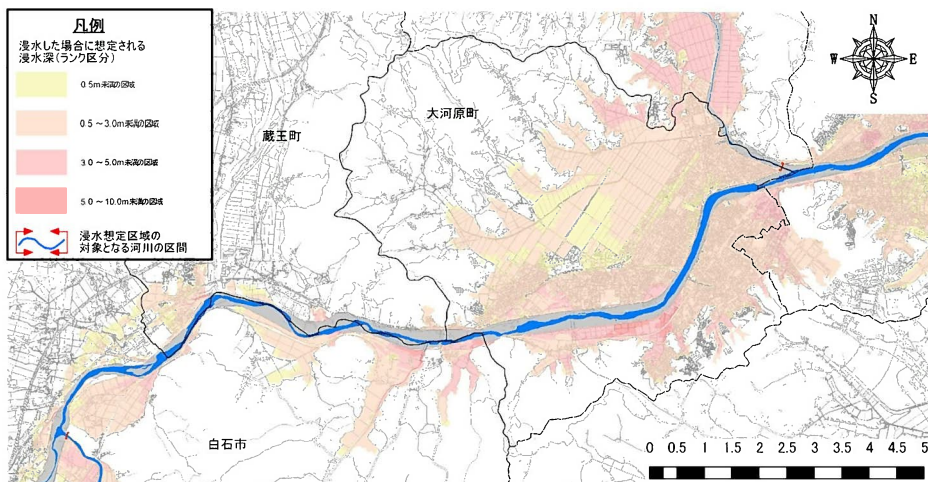 凡例
浸水した場合に想定される
浸水深(ランク区分)
0.5m未満の区域
0.5～3.0m未満の区域
3.0～5.0m未満の区域
5.0～10.0m未満の区域
浸水想定区域の
対象となる河川の区間
蔵王町
大河原町
白石市
N
W
E
S
0 0.5 1 1.5 2 2.5 3 3.5 4 4.5 5